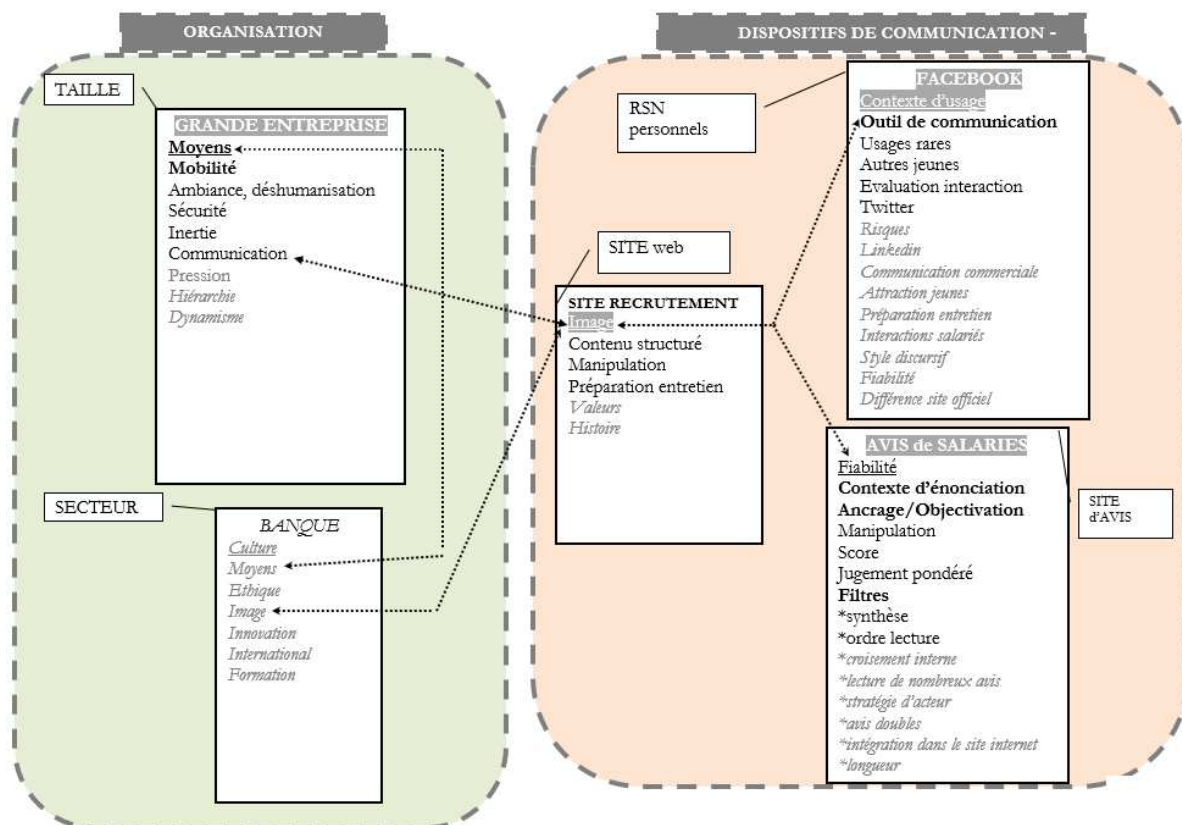 ORGANISATION
TAILLE
GRANDE ENTREPRISE
Moyens
Mobilité
Ambiance, déshumanisation
Sécurité
Inertie
Communication
Pression
Hiérarchie
Dynamisme
SECTEUR
BANQUE
Culture
Moyens
Ethique
Image
Innovation
International
Formation
DISPOSITIFS DE COMMUNICATION -
RSN
personnels
FACEBOOK
Contexte d'usage
Outil de communication
Usages rares
Autres jeunes
Evaluation interaction
Twitter
Risques
Linkedin
Communication commerciale
Attraction jeunes
Préparation entretien
Interactions salariés
Style discursif
Fiabilité
Différence site officiel
SITE web
SITE RECRUTEMENT
Image
Contenu structuré
Manipulation
Préparation entretien
Valeurs
Histoire
AVIS de SALARIES
Fiabilité
Contexte d'énonciation
Ancrage/Objectivation
Manipulation
Score
Jugement pondéré
Filtres
*synthèse
*ordre lecture
*croisement interne
*lecture de nombreux avis
*stratégie d'acteur
*avis doubles
*intégration dans le site internet
*longueur
SITE
d'AVIS